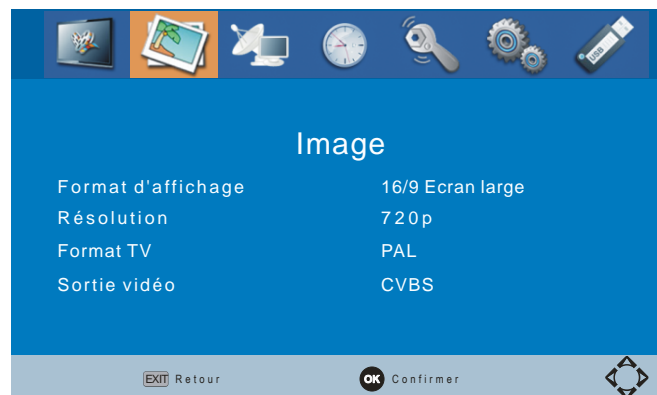 USB
Image
Format d'affichage 16/9 Ecran large
Résolution 720p
Format TV PAL
Sortie vidéo CVBS
EXIT Retour OK Confirmer